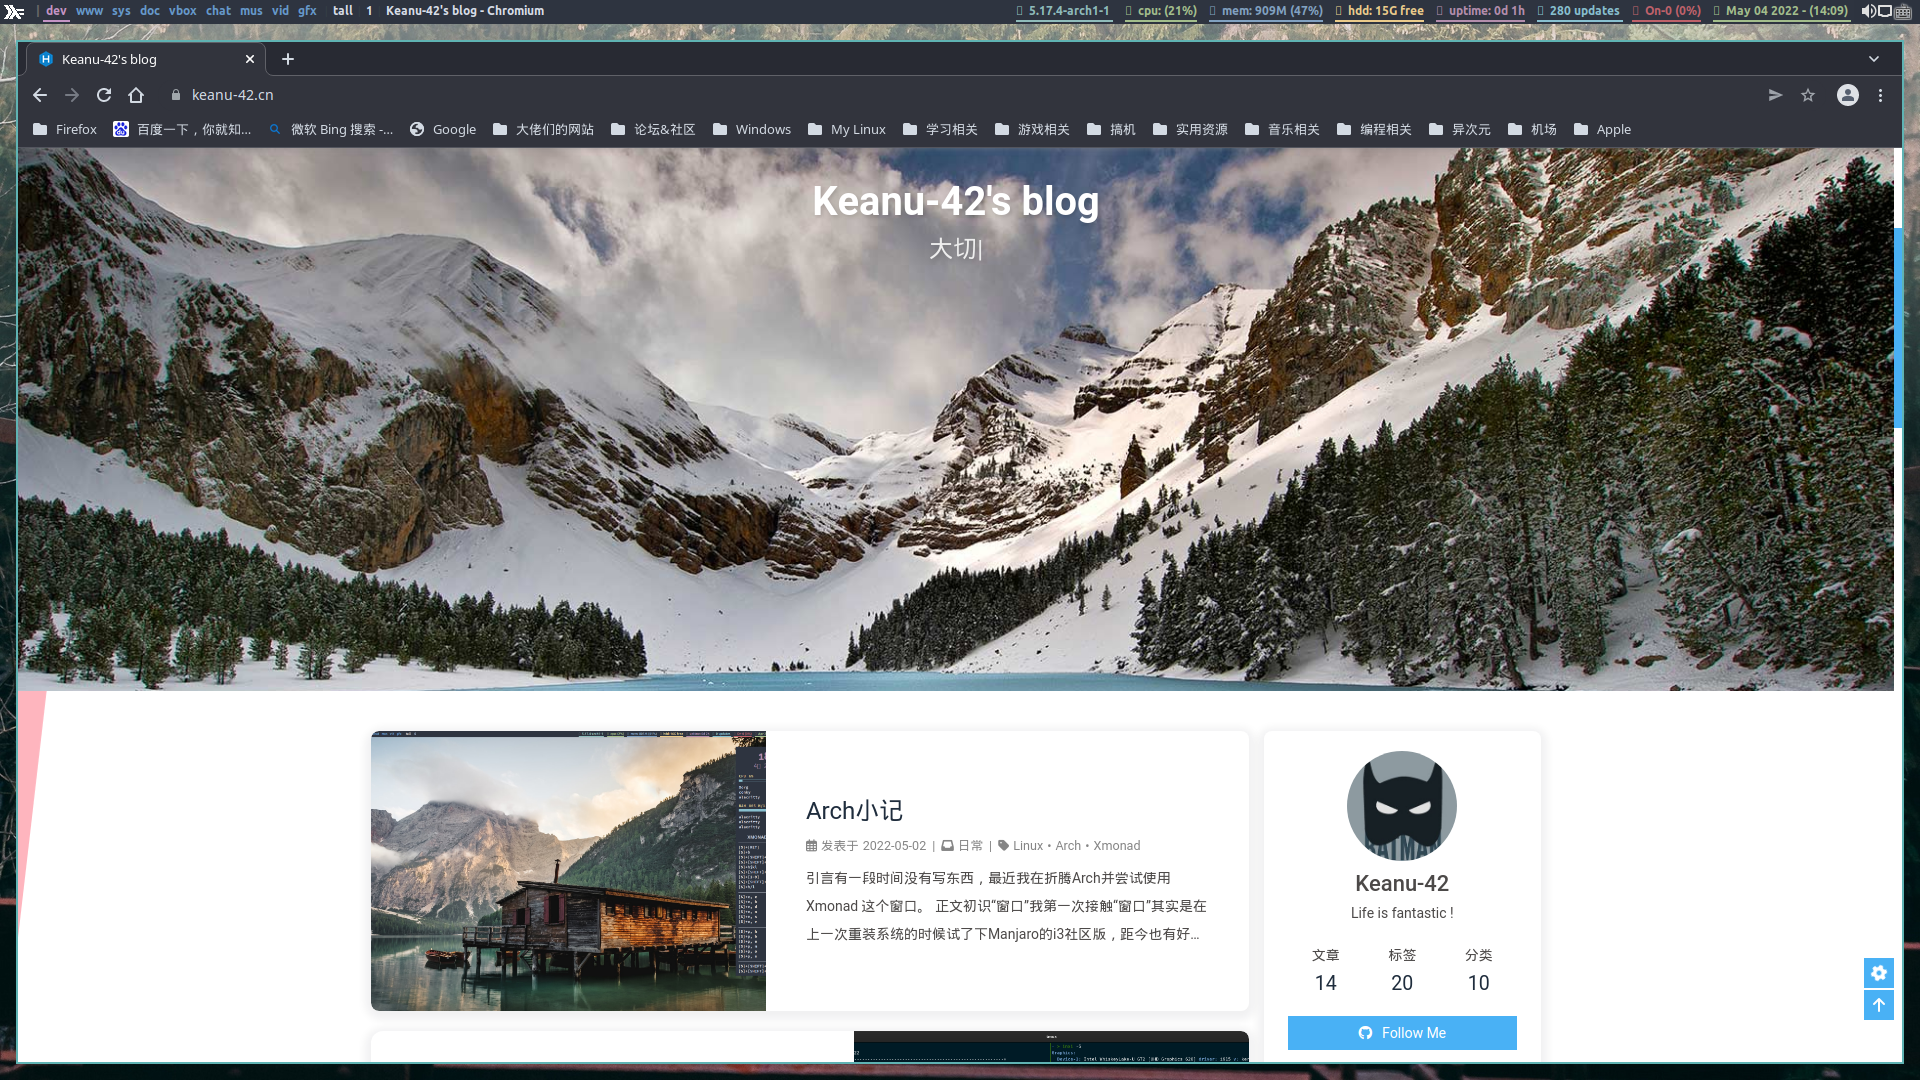 dev www sys doc vbox chat mus vid gfx | tall 1 Keanu-42's blog - Chromium 5.17.4-arch1-1 cpu: (21%) mem: 909M (47%) hdd: 15G free uptime: 0d 1h 280 updates On-0 (0%) May 04 2022 - (14:09)
Keanu-42's blog
keanu-42.cn
Firefox 百度一下，你就知... 微软 Bing 搜索 -... Google 大佬们的网站 论坛&社区 Windows My Linux 学习相关 游戏相关 搞机 实用资源 音乐相关 编程相关 异次元 机场 Apple
Keanu-42's blog
大切|
Arch小记
发表于 2022-05-02 | 日常 | Linux • Arch • Xmonad
引言有一段时间没有写东西，最近我在折腾Arch并尝试使用
Xmonad 这个窗口。 正文初识“窗口”我第一次接触“窗口”其实是在
上一次重装系统的时候试了下Manjaro的i3社区版，距今也有好...
Keanu-42
Life is fantastic !
文章 标签 分类
14 20 10
Follow Me